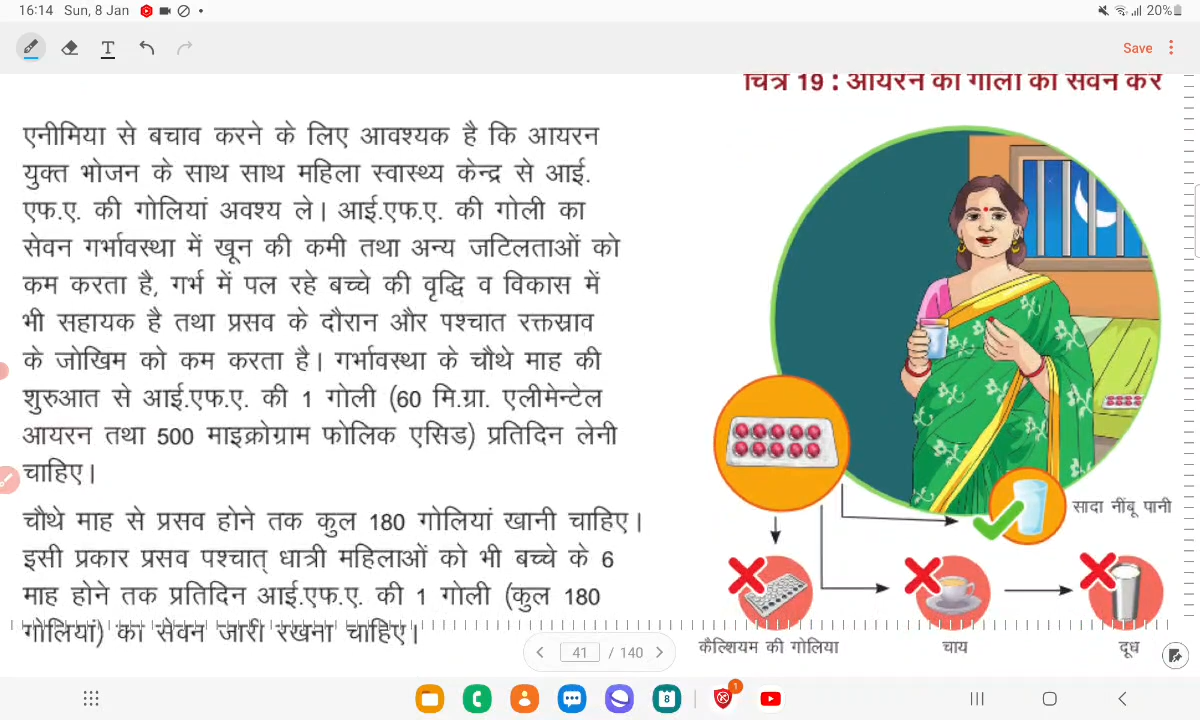 16:14 Sun, 8 Jan
20%
T
Save
चित्र 19 : आयरन की गोली का सेवन करें
एनीमिया से बचाव करने के लिए आवश्यक है कि आयरन
युक्त भोजन के साथ साथ महिला स्वास्थ्य केन्द्र से आई.
एफ.ए. की गोलियां अवश्य ले। आई.एफ.ए. की गोली का
सेवन गर्भावस्था में खून की कमी तथा अन्य जटिलताओं को
कम करता है, गर्भ में पल रहे बच्चे की वृद्धि व विकास में
भी सहायक है तथा प्रसव के दौरान और पश्चात रक्तस्राव
के जोखिम को कम करता है। गर्भावस्था के चौथे माह की
शुरुआत से आई.एफ.ए. की 1 गोली (60 मि.ग्रा. एलीमेन्टेल
आयरन तथा 500 माइक्रोग्राम फोलिक एसिड) प्रतिदिन लेनी
चाहिए।
चौथे माह से प्रसव होने तक कुल 180 गोलियां खानी चाहिए।
इसी प्रकार प्रसव पश्चात् धात्री महिलाओं को भी बच्चे के 6
माह होने तक प्रतिदिन आई.एफ.ए. की 1 गोली (कुल 180
गोलियां) का सेवन जारी रखना चाहिए।
सादा नींबू पानी
कैल्शियम की गोलिया
चाय
दूध
41 / 140
8
1